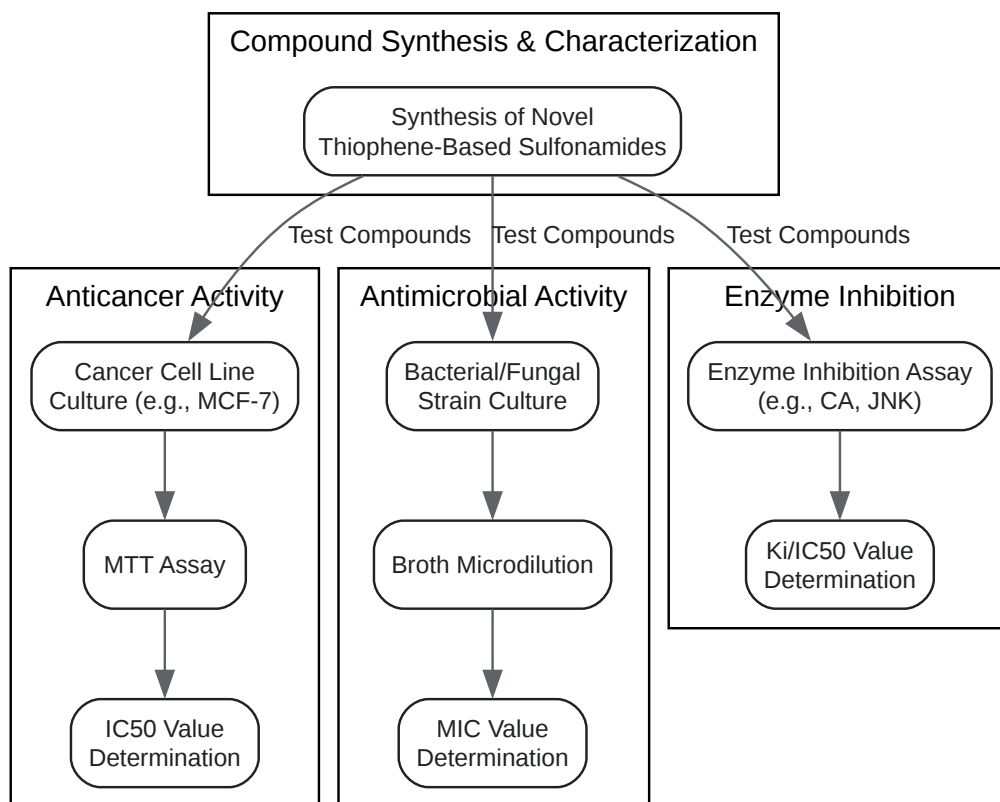 Compound Synthesis & Characterization
Synthesis of Novel
Thiophene-Based Sulfonamides
Test Compounds
Test Compounds
Test Compounds
Anticancer Activity
Cancer Cell Line
Culture (e.g., MCF-7)
MTT Assay
IC50 Value
Determination
Antimicrobial Activity
Bacterial/Fungal
Strain Culture
Broth Microdilution
MIC Value
Determination
Enzyme Inhibition
Enzyme Inhibition Assay
(e.g., CA, JNK)
Ki/IC50 Value
Determination